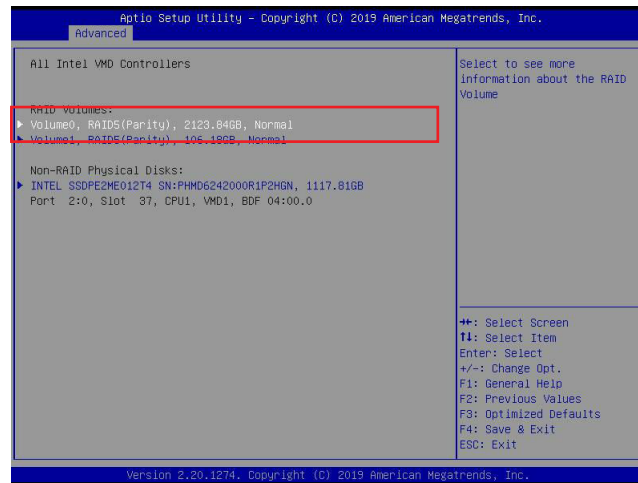 Aptio Setup Utility – Copyright (C) 2019 American Megatrends, Inc.
Advanced
All Intel VMD Controllers
RAID Volumes:
Volume0, RAID5(Parity), 2123.84GB, Normal
Volume1, RAID5(Parity), 106.18GB, Normal
Non-RAID Physical Disks:
INTEL SSDPE2ME012T4 SN:PHMD6242000R1P2HGN, 1117.81GB
Port 2:0, Slot 37, CPU1, VMD1, BDF 04:00.0
Select to see more
information about the RAID
Volume
→←: Select Screen
↑↓: Select Item
Enter: Select
+/-: Change Opt.
F1: General Help
F2: Previous Values
F3: Optimized Defaults
F4: Save & Exit
ESC: Exit
Version 2.20.1274. Copyright (C) 2019 American Megatrends, Inc.